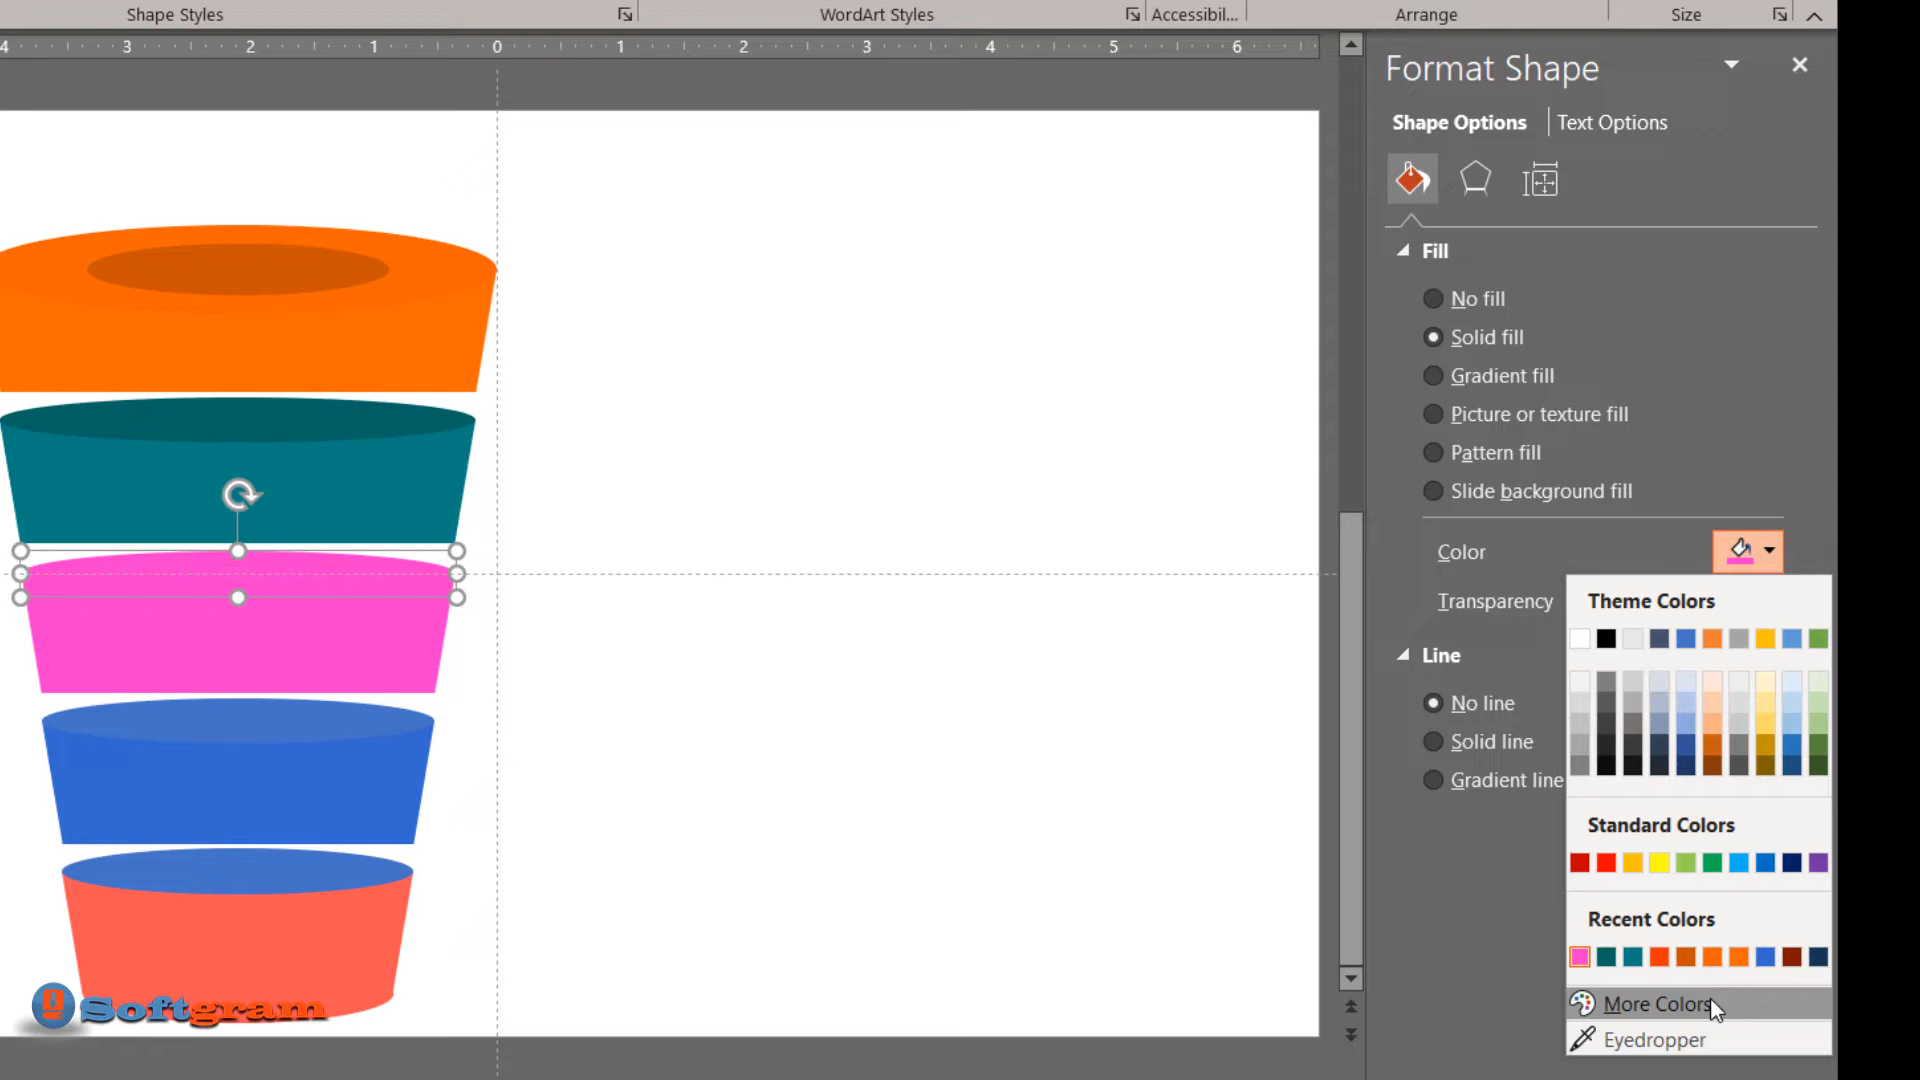 Shape Styles
WordArt Styles
Accessibil...
Arrange
Size
4 3 2 1 0 1 2 3 4 5 6
Format Shape
Shape Options
Text Options
Fill
No fill
Solid fill
Gradient fill
Picture or texture fill
Pattern fill
Slide background fill
Color
Transparency
Theme Colors
Line
No line
Solid line
Gradient line
Standard Colors
Recent Colors
More Colors
Eyedropper
Softgram